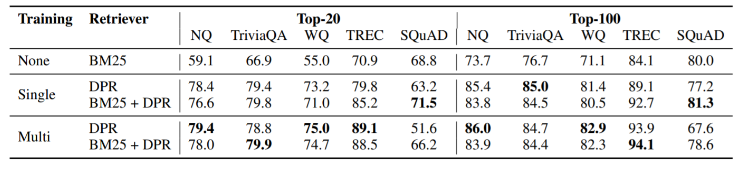 Training Retriever Top-20 Top-100
NQ TriviaQA WQ TREC SQuAD NQ TriviaQA WQ TREC SQuAD
None BM25 59.1 66.9 55.0 70.9 68.8 73.7 76.7 71.1 84.1 80.0
Single DPR 78.4 79.4 73.2 79.8 63.2 85.4 85.0 81.4 89.1 77.2
BM25 + DPR 76.6 79.8 71.0 85.2 71.5 83.8 84.5 80.5 92.7 81.3
Multi DPR 79.4 78.8 75.0 89.1 51.6 86.0 84.7 82.9 93.9 67.6
BM25 + DPR 78.0 79.9 74.7 88.5 66.2 83.9 84.4 82.3 94.1 78.6